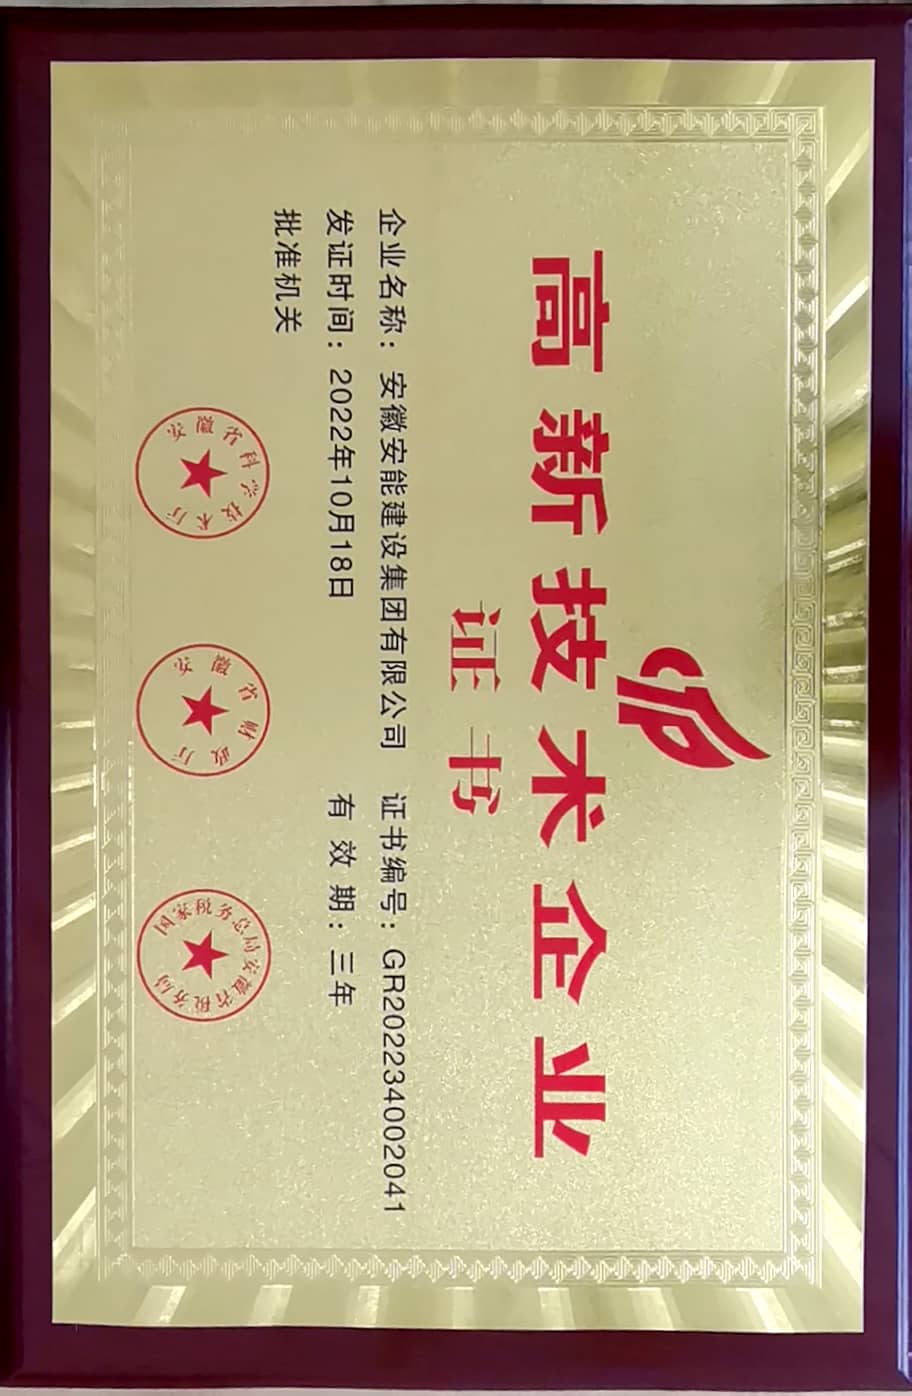 高新技术企业
证书
企业名称：安徽安能建设集团有限公司 证书编号：GR202234002041
发证时间：2022年10月18日 有效期：三年
批准机关
安徽省科学技术厅
安徽省财政厅
国家税务总局安徽省税务局